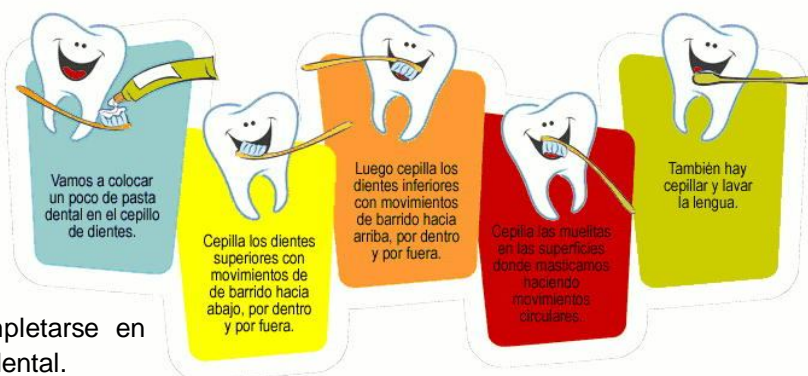 Vamos a colocar
un poco de pasta
dental en el cepillo
de dientes.
Cepilla los dientes
superiores con
movimientos de
de barrido hacia
abajo, por dentro
y por fuera.
Luego cepilla los
dientes inferiores
con movimientos
de barrido hacia
arriba, por dentro
y por fuera.
Cepilla las muelitas
en las superficies
donde masticamos
haciendo
movimientos
circulares.
También hay
cepillar y lavar
la lengua.
en